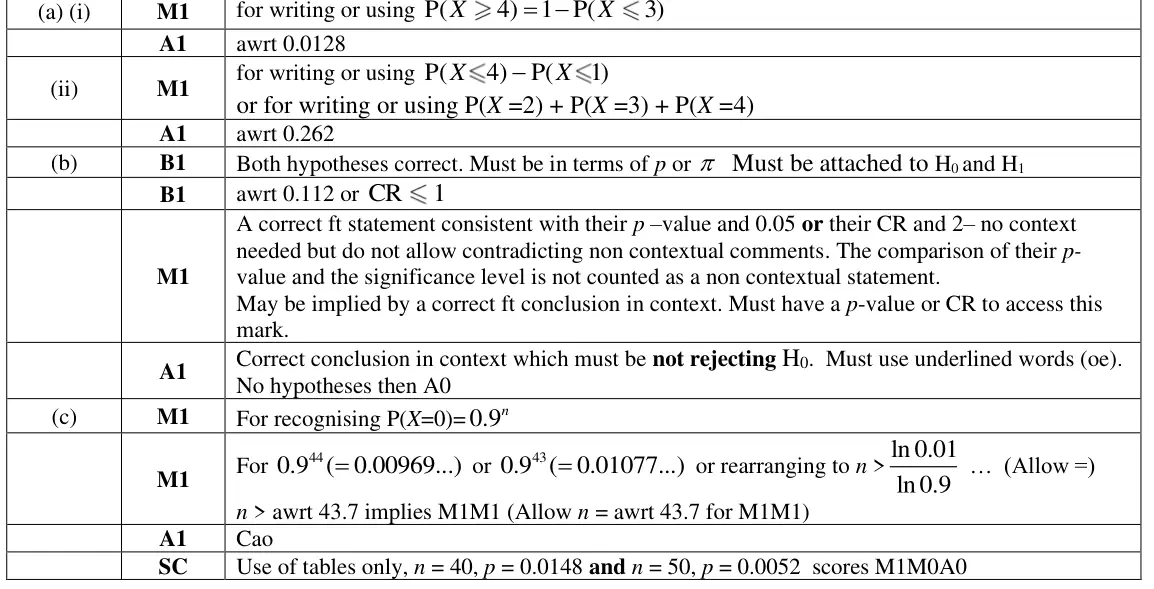 (a) (i) M1 for writing or using P(X ⩾ 4) = 1 − P(X ⩽ 3)
A1 awrt 0.0128
(ii) M1 for writing or using P(X⩽4) − P(X⩽1)
or for writing or using P(X =2) + P(X =3) + P(X =4)
A1 awrt 0.262
(b) B1 Both hypotheses correct. Must be in terms of p or π Must be attached to H₀ and H₁
B1 awrt 0.112 or CR ⩽ 1
M1 A correct ft statement consistent with their p –value and 0.05 or their CR and 2– no context
needed but do not allow contradicting non contextual comments. The comparison of their p-
value and the significance level is not counted as a non contextual statement.
May be implied by a correct ft conclusion in context. Must have a p-value or CR to access this
mark.
A1 Correct conclusion in context which must be not rejecting H₀. Must use underlined words (oe).
No hypotheses then A0
(c) M1 For recognising P(X=0)= 0.9ⁿ
M1 For 0.9⁴⁴ (= 0.00969...) or 0.9⁴³ (= 0.01077...) or rearranging to n > ln 0.01 / ln 0.9 … (Allow =)
n > awrt 43.7 implies M1M1 (Allow n = awrt 43.7 for M1M1)
A1 Cao
SC Use of tables only, n = 40, p = 0.0148 and n = 50, p = 0.0052 scores M1M0A0